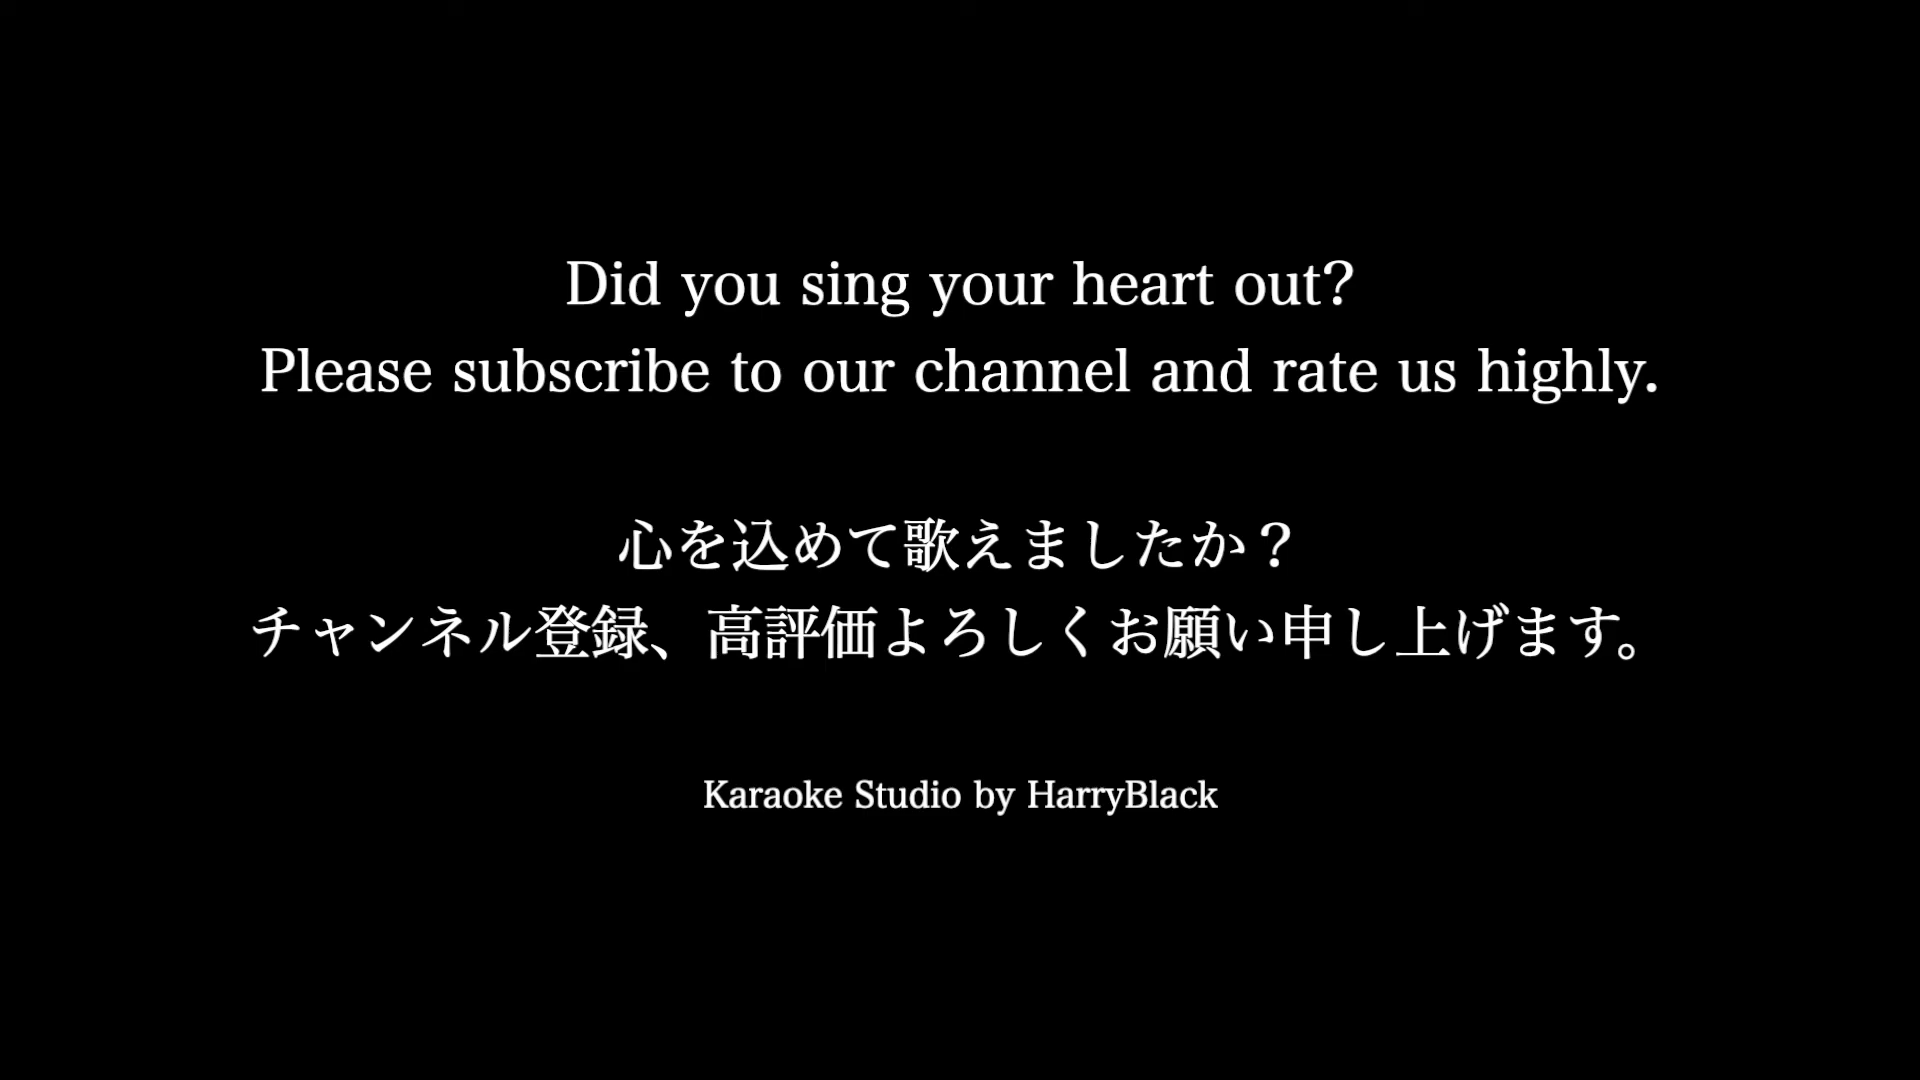 Did you sing your heart out?
Please subscribe to our channel and rate us highly.
心を込めて歌えましたか？
チャンネル登録、高評価よろしくお願い申し上げます。
Karaoke Studio by HarryBlack